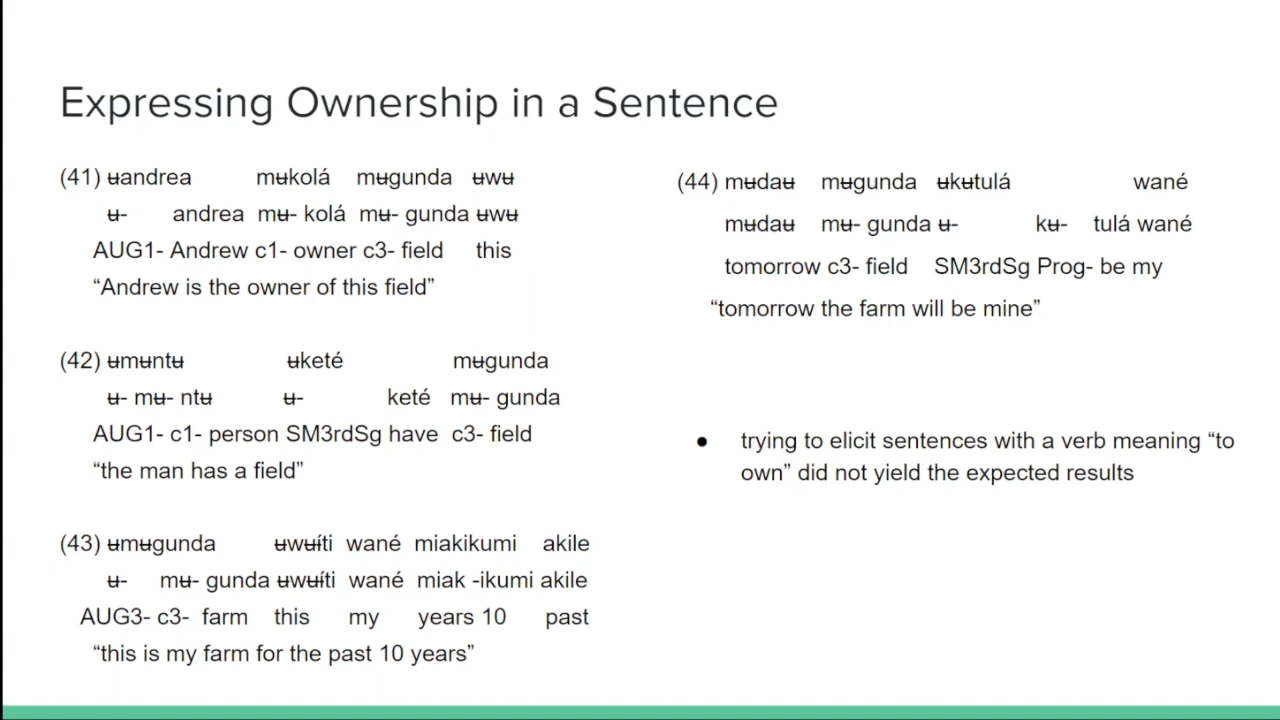 Expressing Ownership in a Sentence
(41) ʉandrea mʉkolá mʉgunda ʉwʉ
ʉ- andrea mʉ- kolá mʉ- gunda ʉwʉ
AUG1- Andrew c1- owner c3- field this
“Andrew is the owner of this field”
(42) ʉmʉntʉ ʉketé mʉgunda
ʉ- mʉ- ntʉ ʉ- keté mʉ- gunda
AUG1- c1- person SM3rdSg have c3- field
“the man has a field”
(43) ʉmʉgunda ʉwʉ́ti wané miakikumi akile
ʉ- mʉ- gunda ʉwʉíti wané miak -ikumi akile
AUG3- c3- farm this my years 10 past
“this is my farm for the past 10 years”
(44) mʉdaʉ mʉgunda ʉkʉtulá wané
mʉdaʉ mʉ- gunda ʉ- kʉ- tulá wané
tomorrow c3- field SM3rdSg Prog- be my
“tomorrow the farm will be mine”
● trying to elicit sentences with a verb meaning “to
own” did not yield the expected results